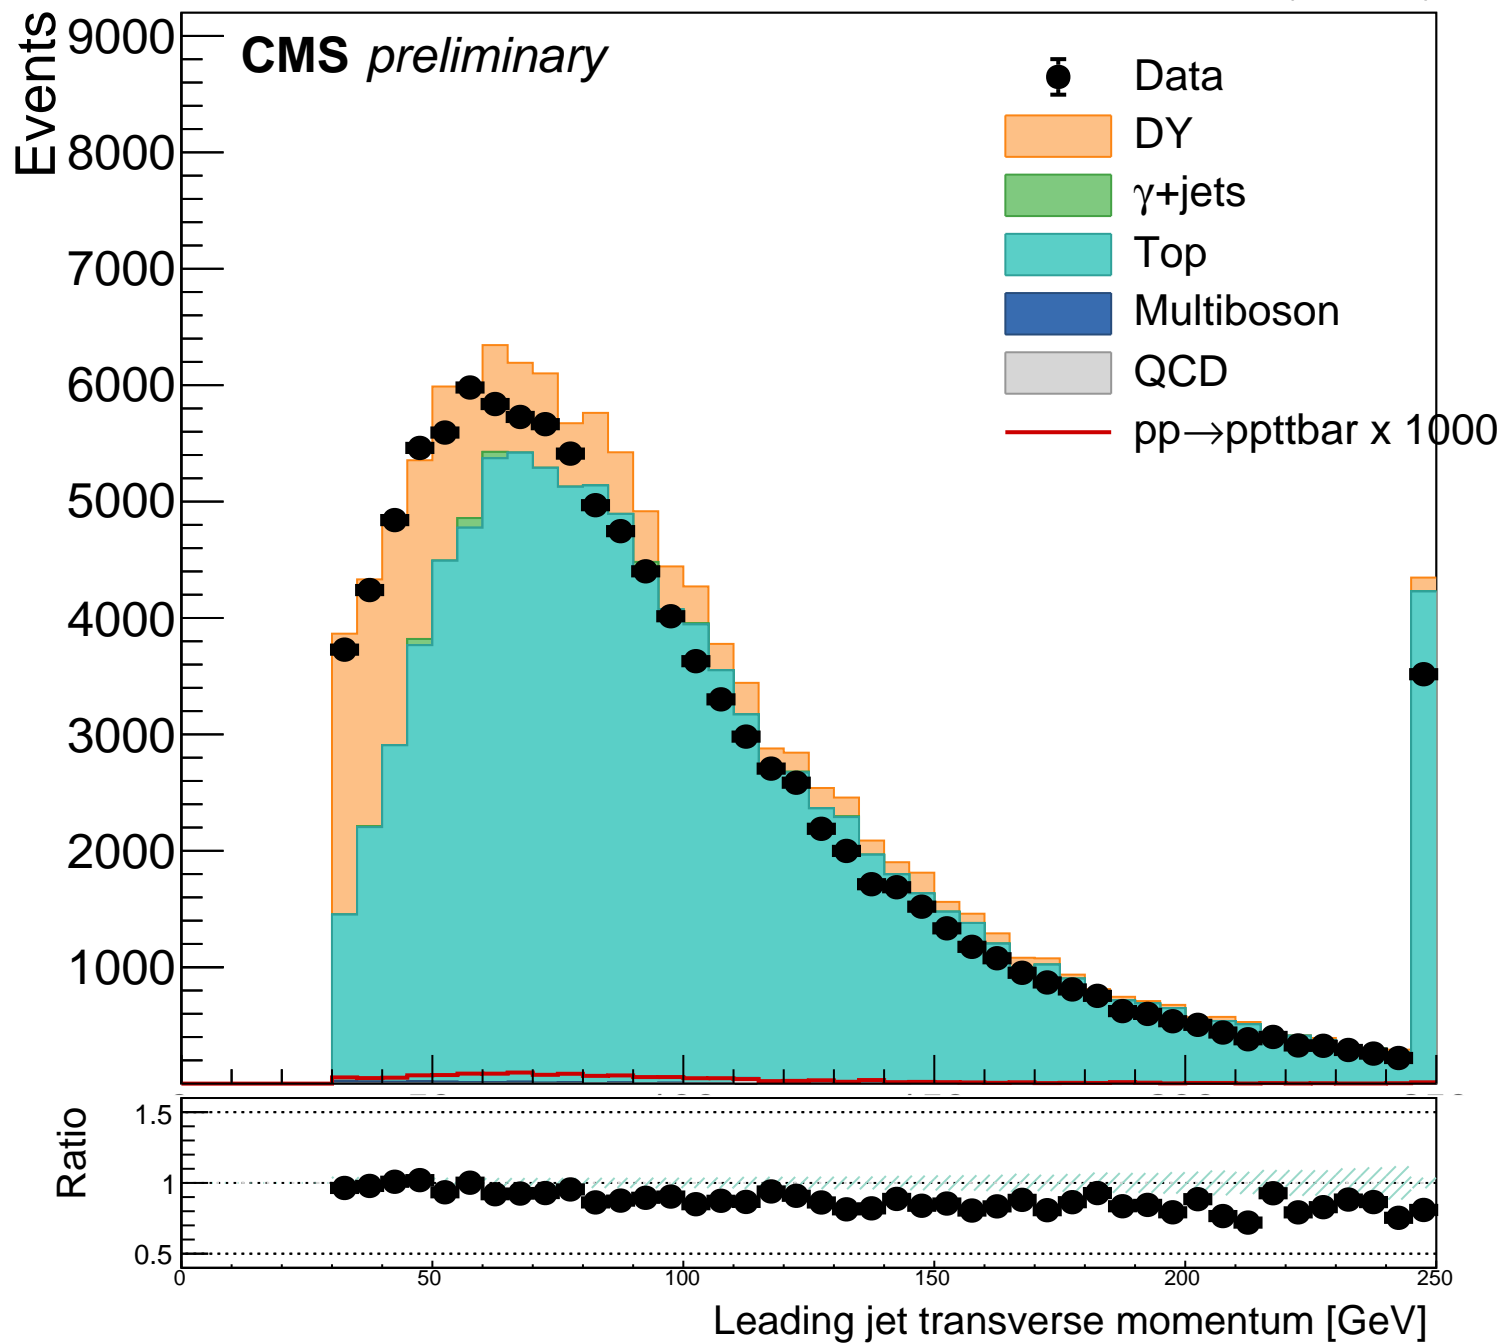 CMS preliminary
Events
9000
8000
7000
6000
5000
4000
3000
2000
1000
Data
DY
γ+jets
Top
Multiboson
QCD
pp→ppttbar x 1000
Ratio
1.5
1
0.5
0 50 100 150 200 250
Leading jet transverse momentum [GeV]